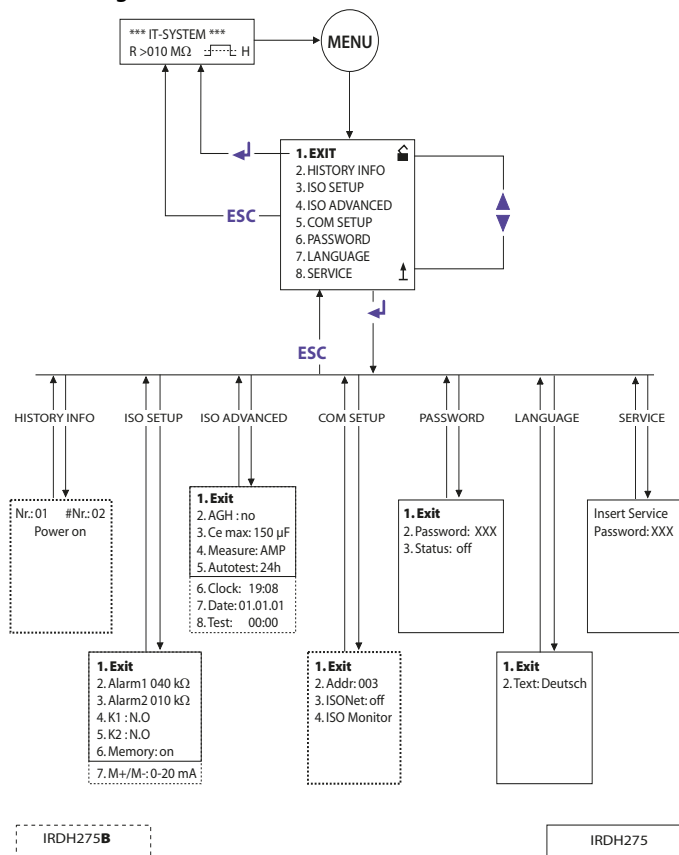 *** IT-SYSTEM ***
R >010 MΩ H
MENU
1. EXIT
2. HISTORY INFO
3. ISO SETUP
4. ISO ADVANCED
5. COM SETUP
6. PASSWORD
7. LANGUAGE
8. SERVICE
ESC
ESC
HISTORY INFO
ISO SETUP
ISO ADVANCED
COM SETUP
PASSWORD
LANGUAGE
SERVICE
Nr.: 01 #Nr.: 02
Power on
1. Exit
2. AGH : no
3. Ce max: 150 µF
4. Measure: AMP
5. Autotest: 24h
6. Clock: 19:08
7. Date: 01.01.01
8. Test: 00:00
1. Exit
2. Password: XXX
3. Status: off
Insert Service
Password: XXX
1. Exit
2. Alarm1 040 kΩ
3. Alarm2 010 kΩ
4. K1 : N.O
5. K2 : N.O
6. Memory: on
7. M+/M-: 0-20 mA
1. Exit
2. Addr: 003
3. ISONet: off
4. ISO Monitor
1. Exit
2. Text: Deutsch
IRDH275B
IRDH275